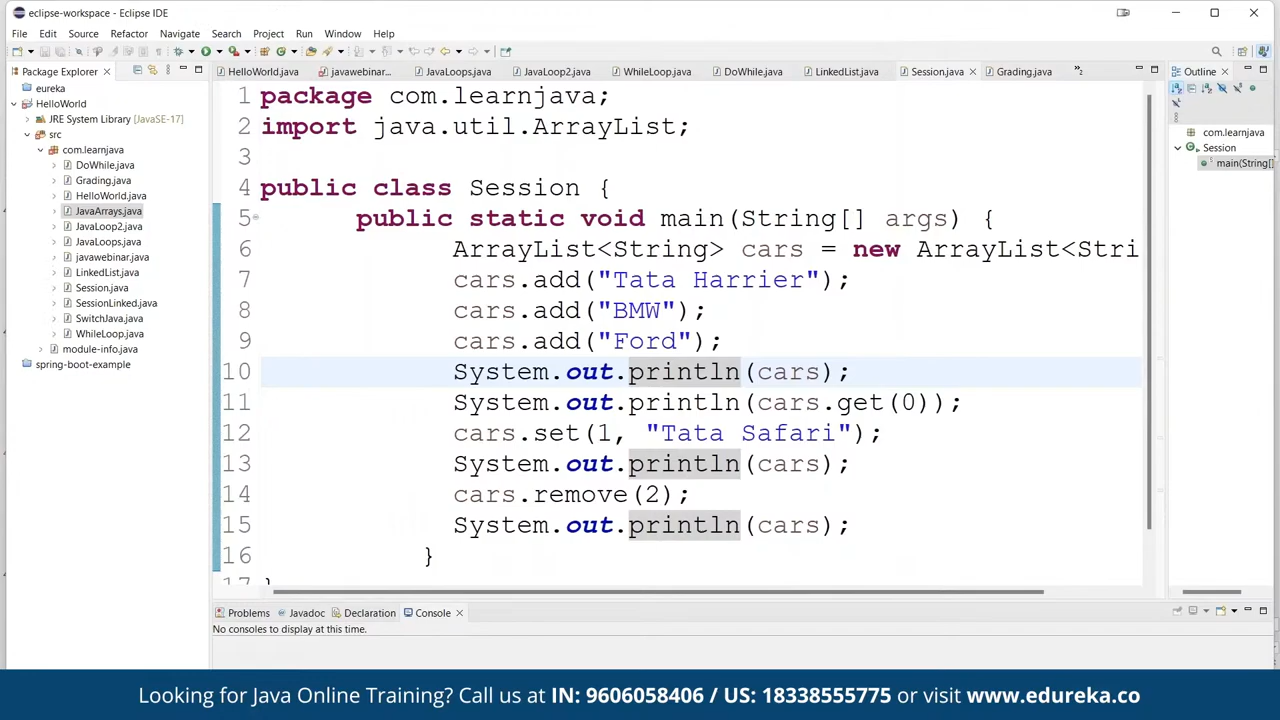 eclipse-workspace - Eclipse IDE
File Edit Source Refactor Navigate Search Project Run Window Help
Package Explorer
HelloWorld.java javawebinar... JavaLoops.java JavaLoop2.java WhileLoop.java DoWhile.java LinkedList.java Session.java Grading.java
Outline
eureka
HelloWorld
JRE System Library [JavaSE-17]
src
com.learnjava
DoWhile.java
Grading.java
HelloWorld.java
JavaArrays.java
JavaLoop2.java
JavaLoops.java
javawebinar.java
LinkedList.java
Session.java
SessionLinked.java
SwitchJava.java
WhileLoop.java
module-info.java
spring-boot-example
1 package com.learnjava;
2 import java.util.ArrayList;
3
4 public class Session {
5 public static void main(String[] args) {
6 ArrayList<String> cars = new ArrayList<Stri
7 cars.add("Tata Harrier");
8 cars.add("BMW");
9 cars.add("Ford");
10 System.out.println(cars);
11 System.out.println(cars.get(0));
12 cars.set(1, "Tata Safari");
13 System.out.println(cars);
14 cars.remove(2);
15 System.out.println(cars);
16 }
17 }
com.learnjava
Session
main(String[]
Problems Javadoc Declaration Console
No consoles to display at this time.
Looking for Java Online Training? Call us at IN: 9606058406 / US: 18338555775 or visit www.edureka.co